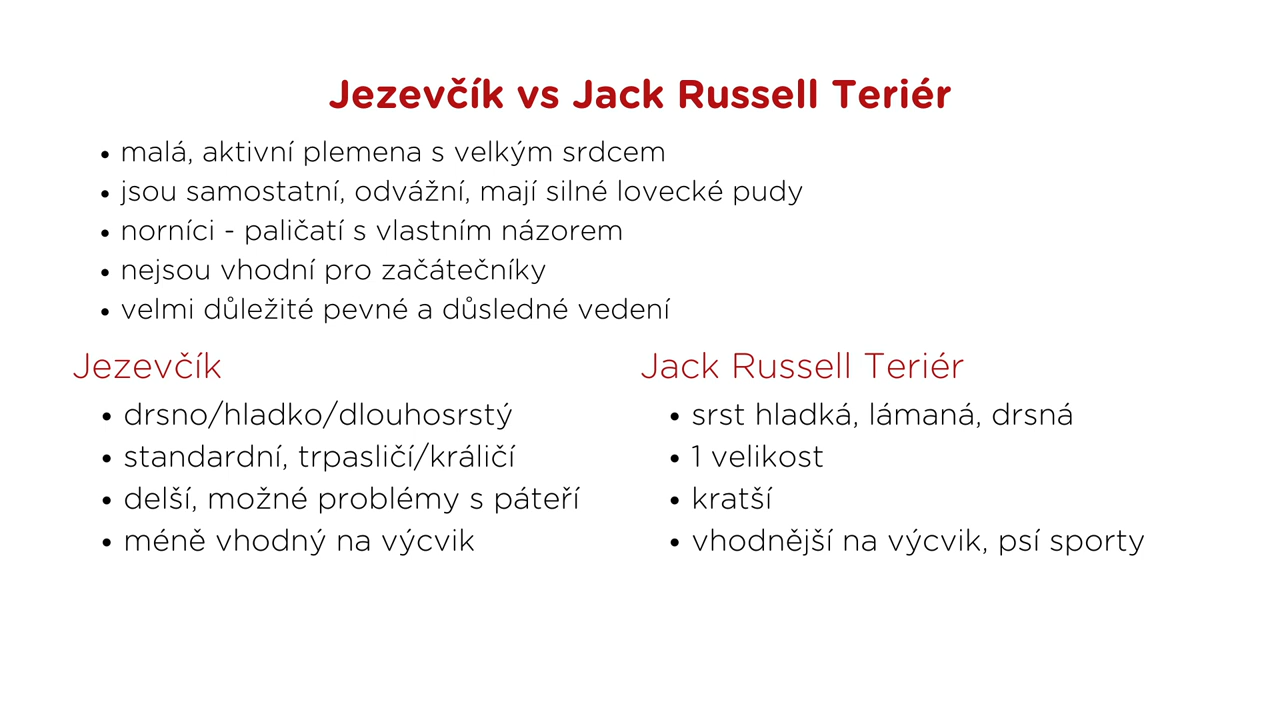 Jezevčík vs Jack Russell Teriér
• malá, aktivní plemena s velkým srdcem
• jsou samostatní, odvážní, mají silné lovecké pudy
• norníci - paličatí s vlastním názorem
• nejsou vhodní pro začátečníky
• velmi důležité pevné a důsledné vedení
Jezevčík
• drsno/hladko/dlouhosrstý
• standardní, trpasličí/králičí
• delší, možné problémy s páteří
• méně vhodný na výcvik
Jack Russell Teriér
• srst hladká, lámaná, drsná
• 1 velikost
• kratší
• vhodnější na výcvik, psí sporty